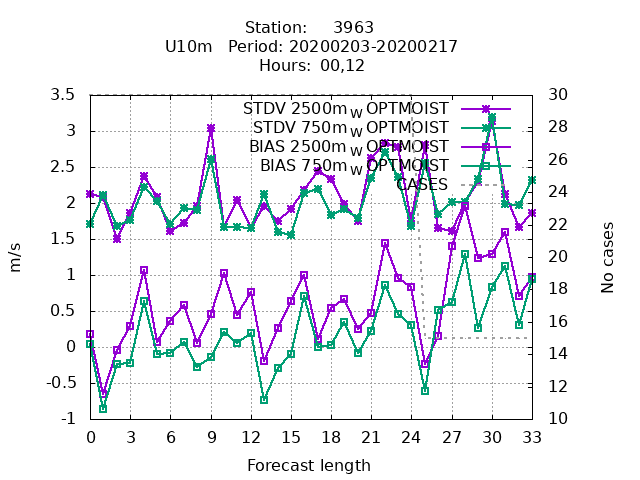 Station: 3963
U10m Period: 20200203-20200217
Hours: 00,12
STDV 2500m_W OPTMOIST
STDV 750m_W OPTMOIST
BIAS 2500m_W OPTMOIST
BIAS 750m_W OPTMOIST
CASES
3.5
3
2.5
2
1.5
1
0.5
0
-0.5
-1
m/s
30
28
26
24
22
20
18
16
14
12
10
No cases
0 3 6 9 12 15 18 21 24 27 30 33
Forecast length